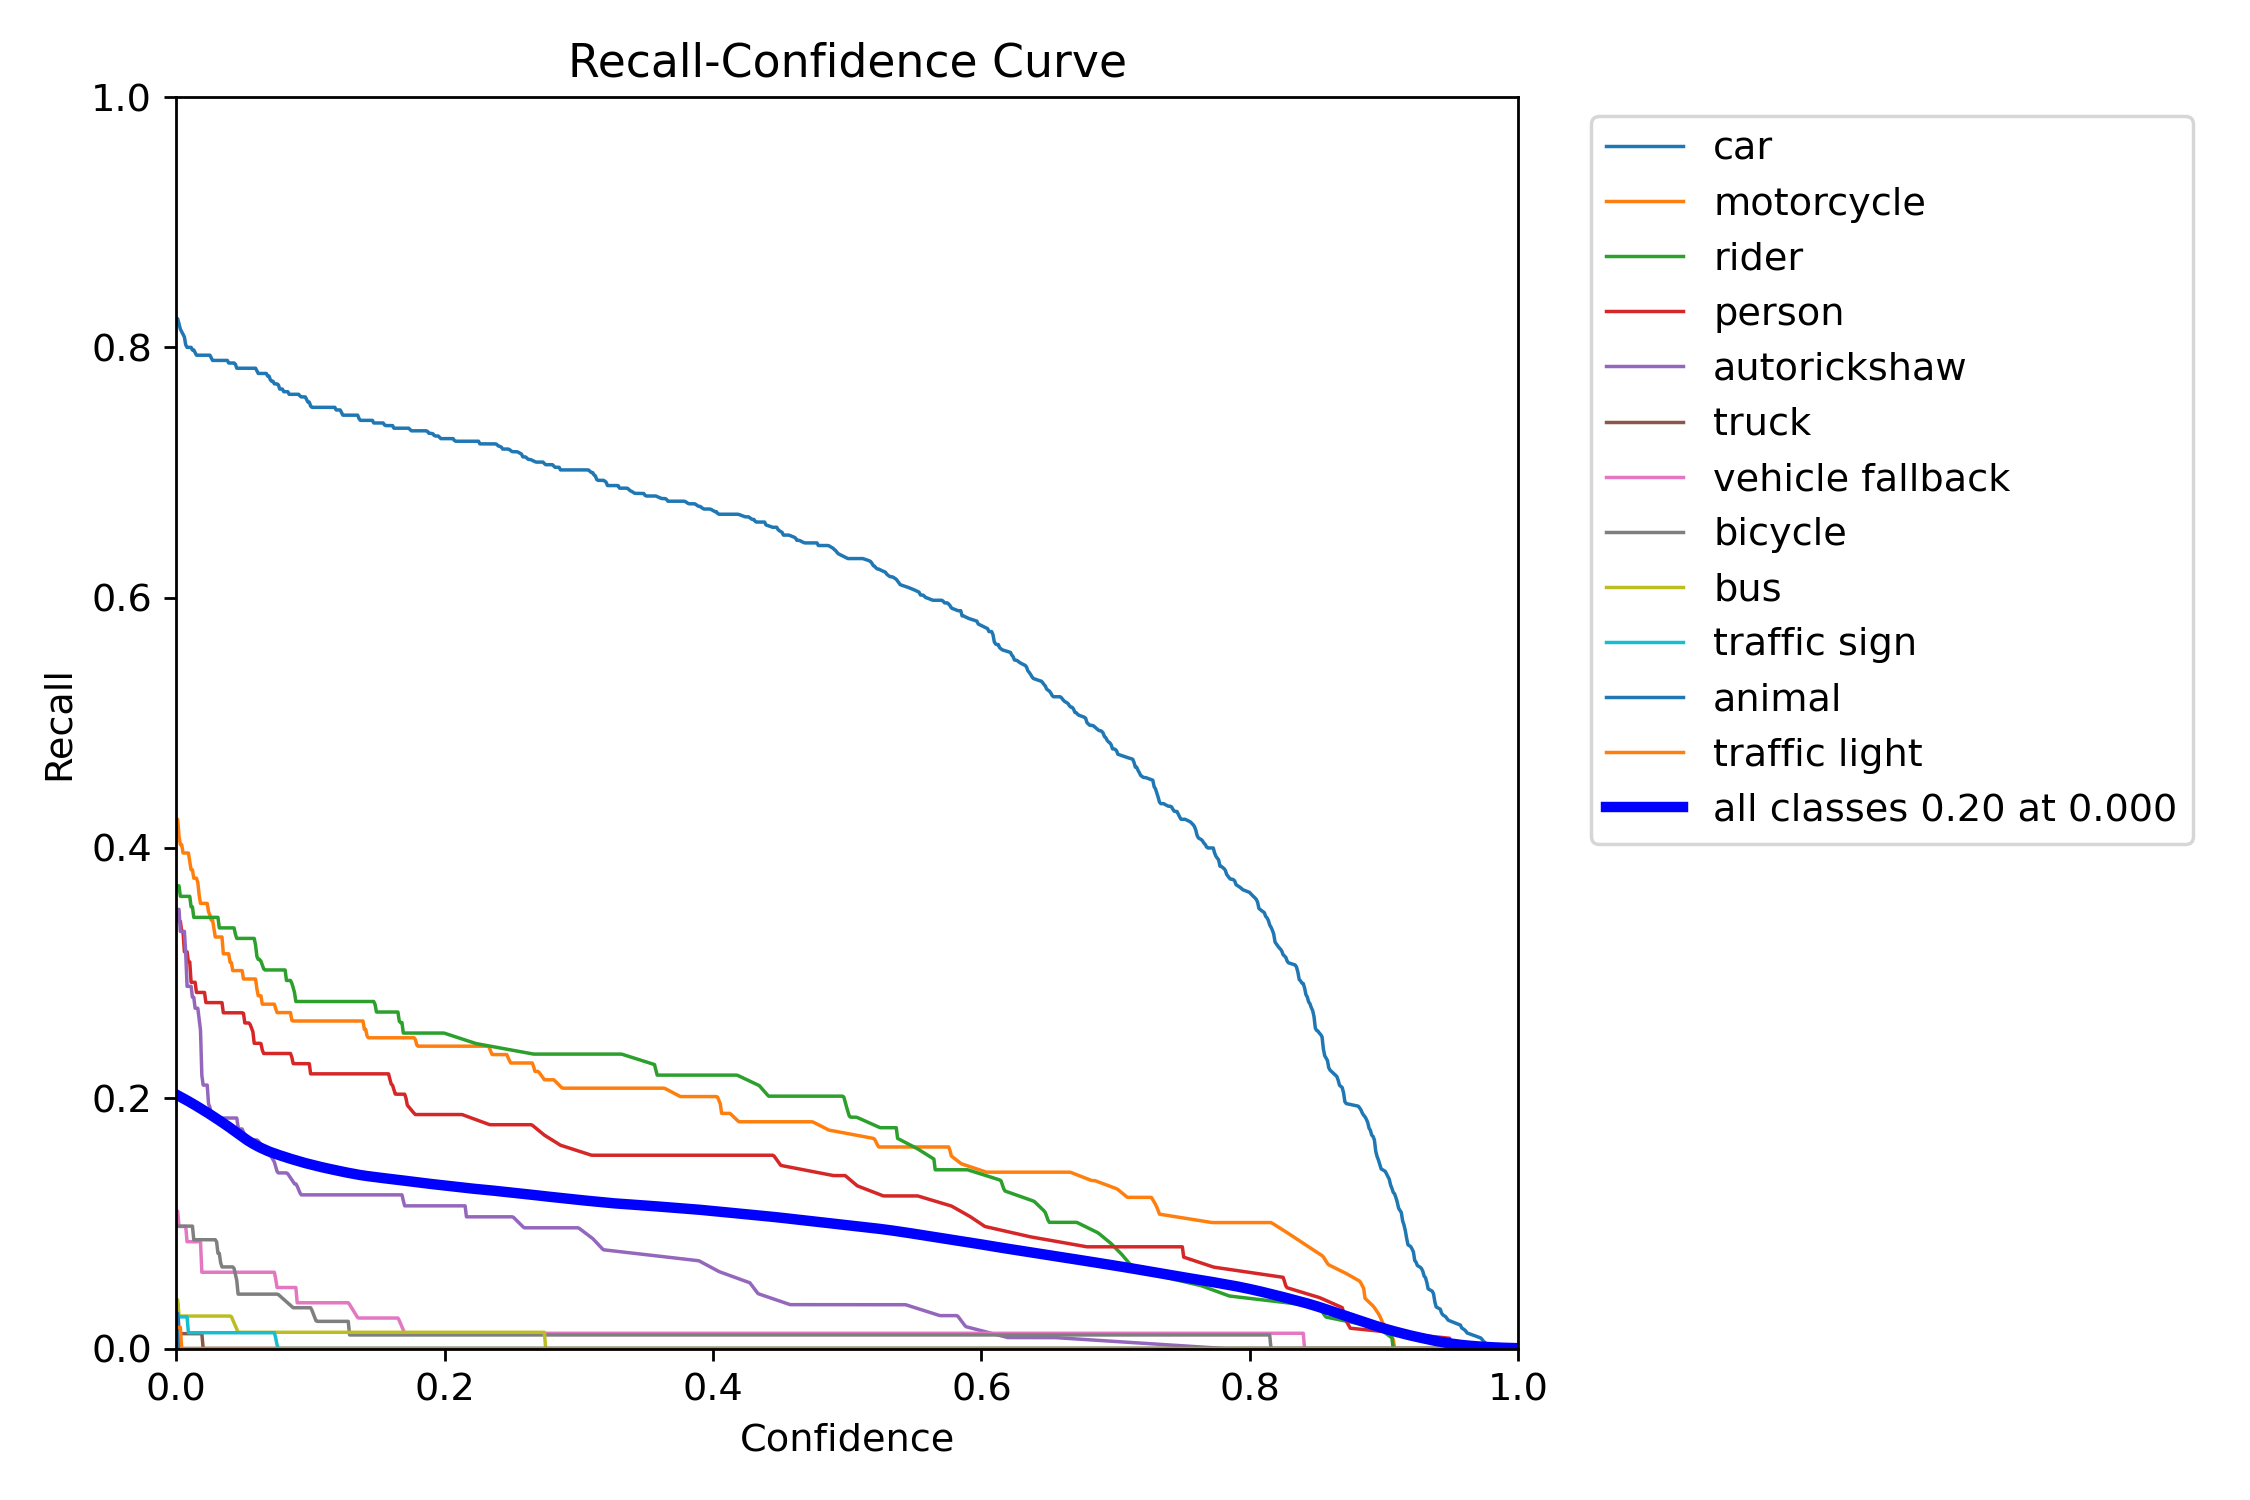 Recall-Confidence Curve
1.0
0.8
0.6
0.4
0.2
0.0
Recall
0.0 0.2 0.4 0.6 0.8 1.0
Confidence
car
motorcycle
rider
person
autorickshaw
truck
vehicle fallback
bicycle
bus
traffic sign
animal
traffic light
all classes 0.20 at 0.000